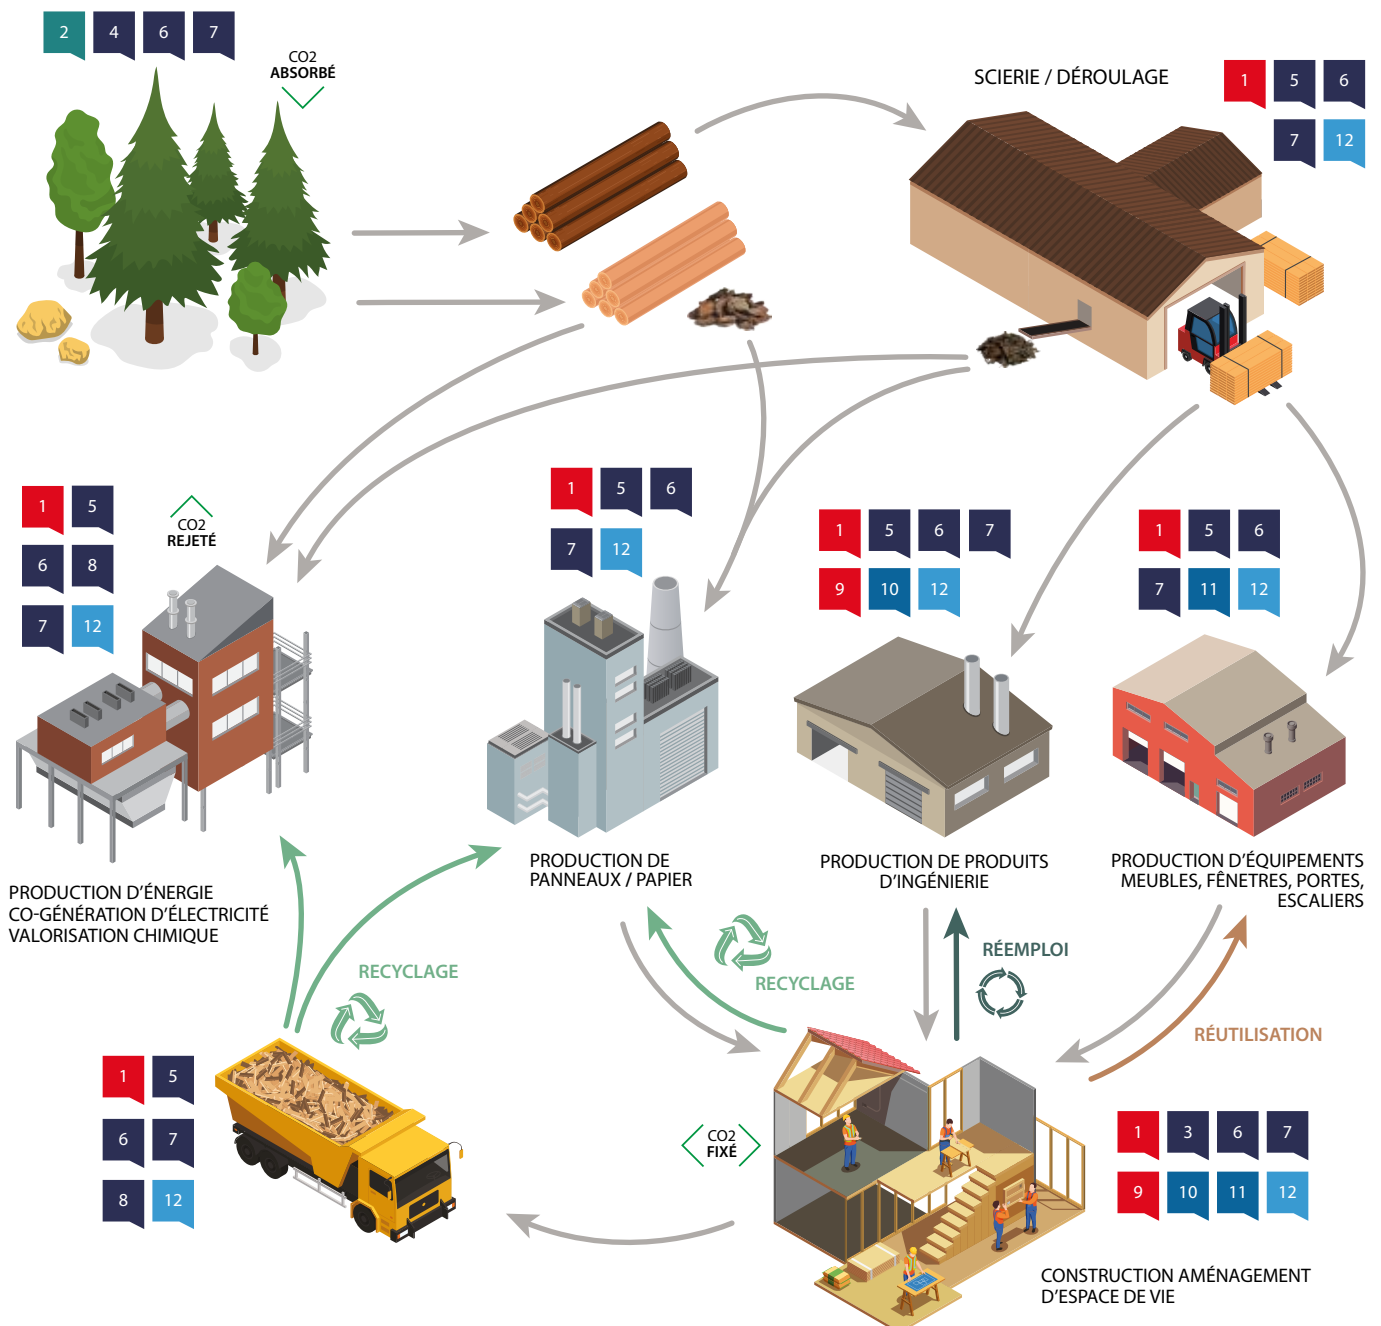 2 4 6 7
CO2
ABSORBÉ
SCIERIE / DÉROULAGE
1 5 6
7 12
1 5
6 8
7 12
CO2
REJETÉ
1 5 6
7 12
1 5 6 7
9 10 12
1 5 6
7 11 12
PRODUCTION D'ÉNERGIE
CO-GÉNÉRATION D'ÉLECTRICITÉ
VALORISATION CHIMIQUE
PRODUCTION DE
PANNEAUX / PAPIER
PRODUCTION DE PRODUITS
D'INGÉNIERIE
PRODUCTION D'ÉQUIPEMENTS
MEUBLES, FÊNETRES, PORTES,
ESCALIERS
RECYCLAGE
RECYCLAGE
RÉEMPLOI
RÉUTILISATION
1 5
6 7
8 12
CO2
FIXÉ
1 3 6 7
9 10 11 12
CONSTRUCTION AMÉNAGEMENT
D'ESPACE DE VIE